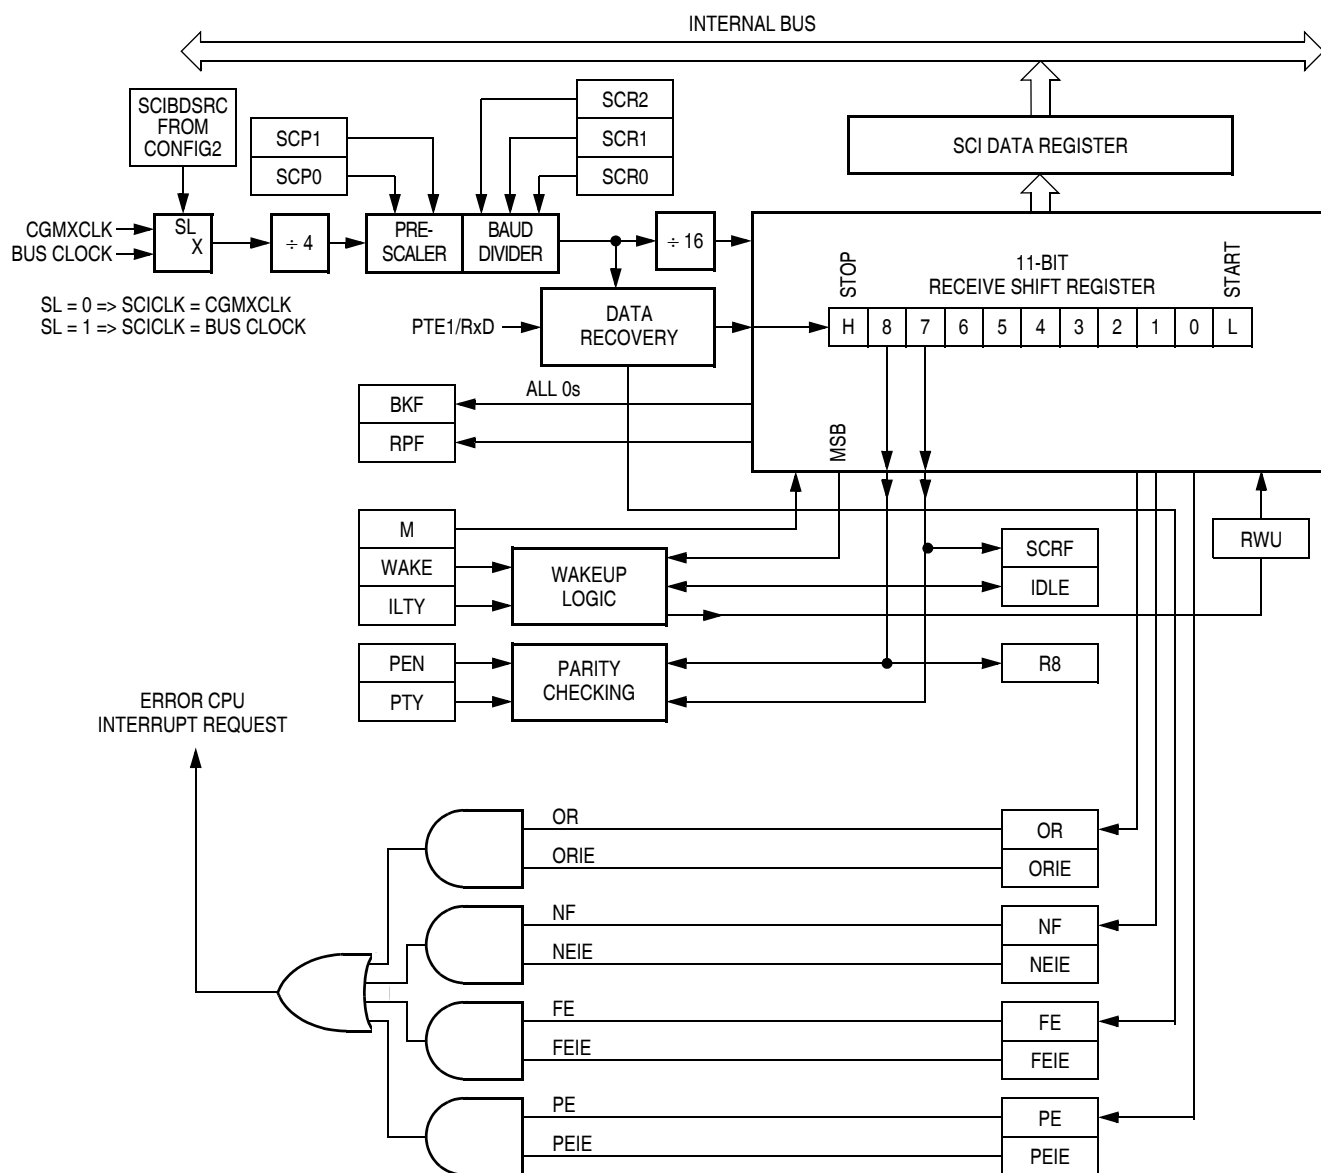 INTERNAL BUS
SCIBDSRC
FROM
CONFIG2
SCP1
SCP0
SCR2
SCR1
SCR0
SCI DATA REGISTER
CGMXCLK
BUS CLOCK
SL
X
÷ 4
PRE-
SCALER
BAUD
DIVIDER
÷ 16
SL = 0 => SCICLK = CGMXCLK
SL = 1 => SCICLK = BUS CLOCK
PTE1/RxD
DATA
RECOVERY
STOP
11-BIT
RECEIVE SHIFT REGISTER
START
H 8 7 6 5 4 3 2 1 0 L
ALL 0s
BKF
RPF
MSB
M
WAKE
ILTY
WAKEUP
LOGIC
SCRF
IDLE
RWU
PEN
PTY
PARITY
CHECKING
R8
ERROR CPU
INTERRUPT REQUEST
OR
OR
ORIE
ORIE
NF
NF
NEIE
NEIE
FE
FE
FEIE
FEIE
PE
PE
PEIE
PEIE